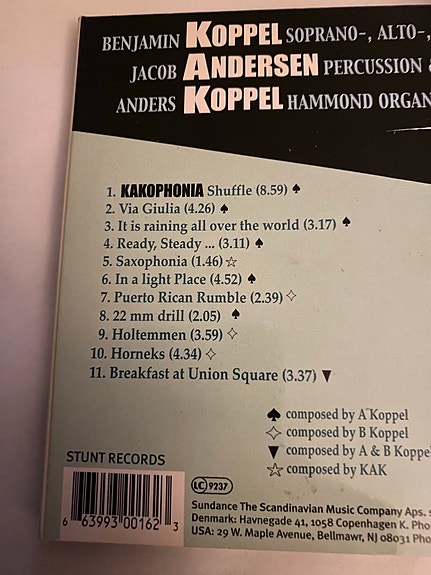 BENJAMIN KOPPEL SOPRANO-, ALTO-,
JACOB ANDERSEN PERCUSSION &
ANDERS KOPPEL HAMMOND ORGAN
1. KAKOPHONIA Shuffle (8.59) ♠
2. Via Giulia (4.26) ♠
3. It is raining all over the world (3.17) ♠
4. Ready, Steady ... (3.11) ♠
5. Saxophonia (1.46) ☆
6. In a light Place (4.52) ♠
7. Puerto Rican Rumble (2.39) ✧
8. 22 mm drill (2.05) ♠
9. Holtemmen (3.59) ✧
10. Horneks (4.34) ✧
11. Breakfast at Union Square (3.37) ▼
♠ composed by A Koppel
✧ composed by B Koppel
▼ composed by A & B Koppel
☆ composed by KAK
STUNT RECORDS
LC 9237
6 63993 00162 3
Sundance The Scandinavian Music Company Aps.
Denmark: Havnegade 41, 1058 Copenhagen K. Pho
USA: 29 W. Maple Avenue, Bellmawr, NJ 08031 Pho